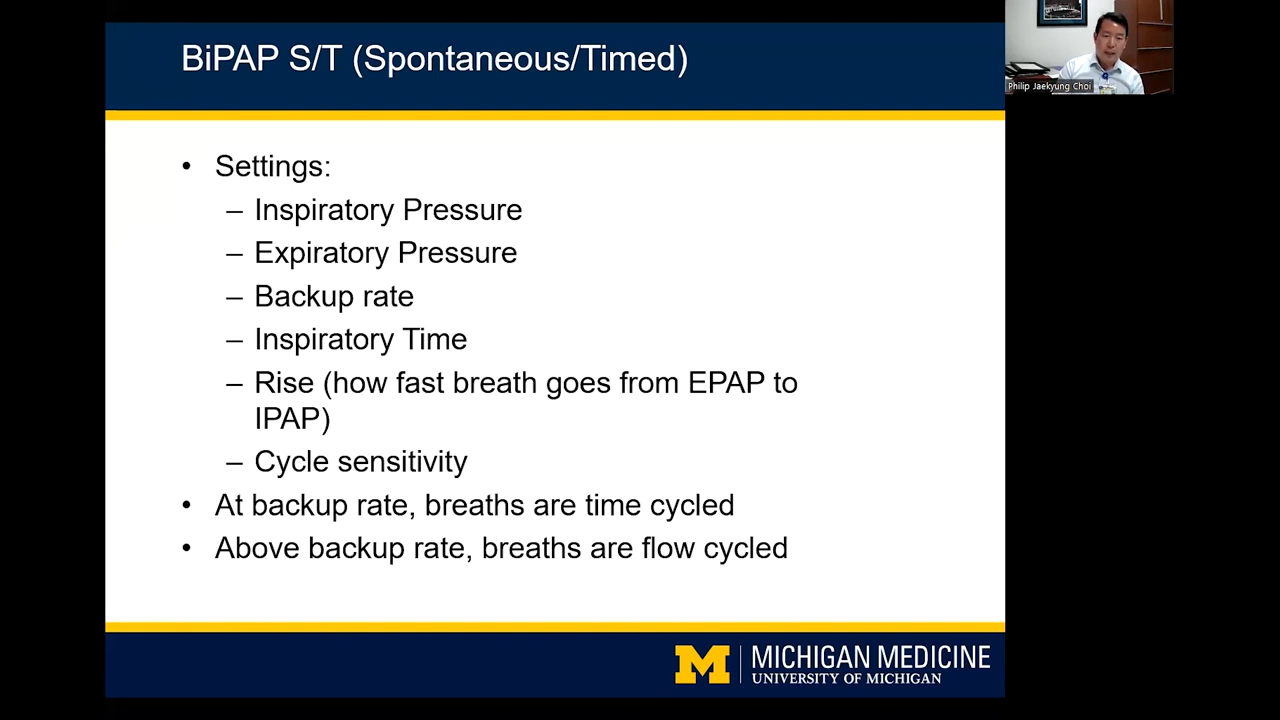 BiPAP S/T (Spontaneous/Timed)
• Settings:
– Inspiratory Pressure
– Expiratory Pressure
– Backup rate
– Inspiratory Time
– Rise (how fast breath goes from EPAP to
IPAP)
– Cycle sensitivity
• At backup rate, breaths are time cycled
• Above backup rate, breaths are flow cycled
Philip Jaekyung Choi
M MICHIGAN MEDICINE
UNIVERSITY OF MICHIGAN